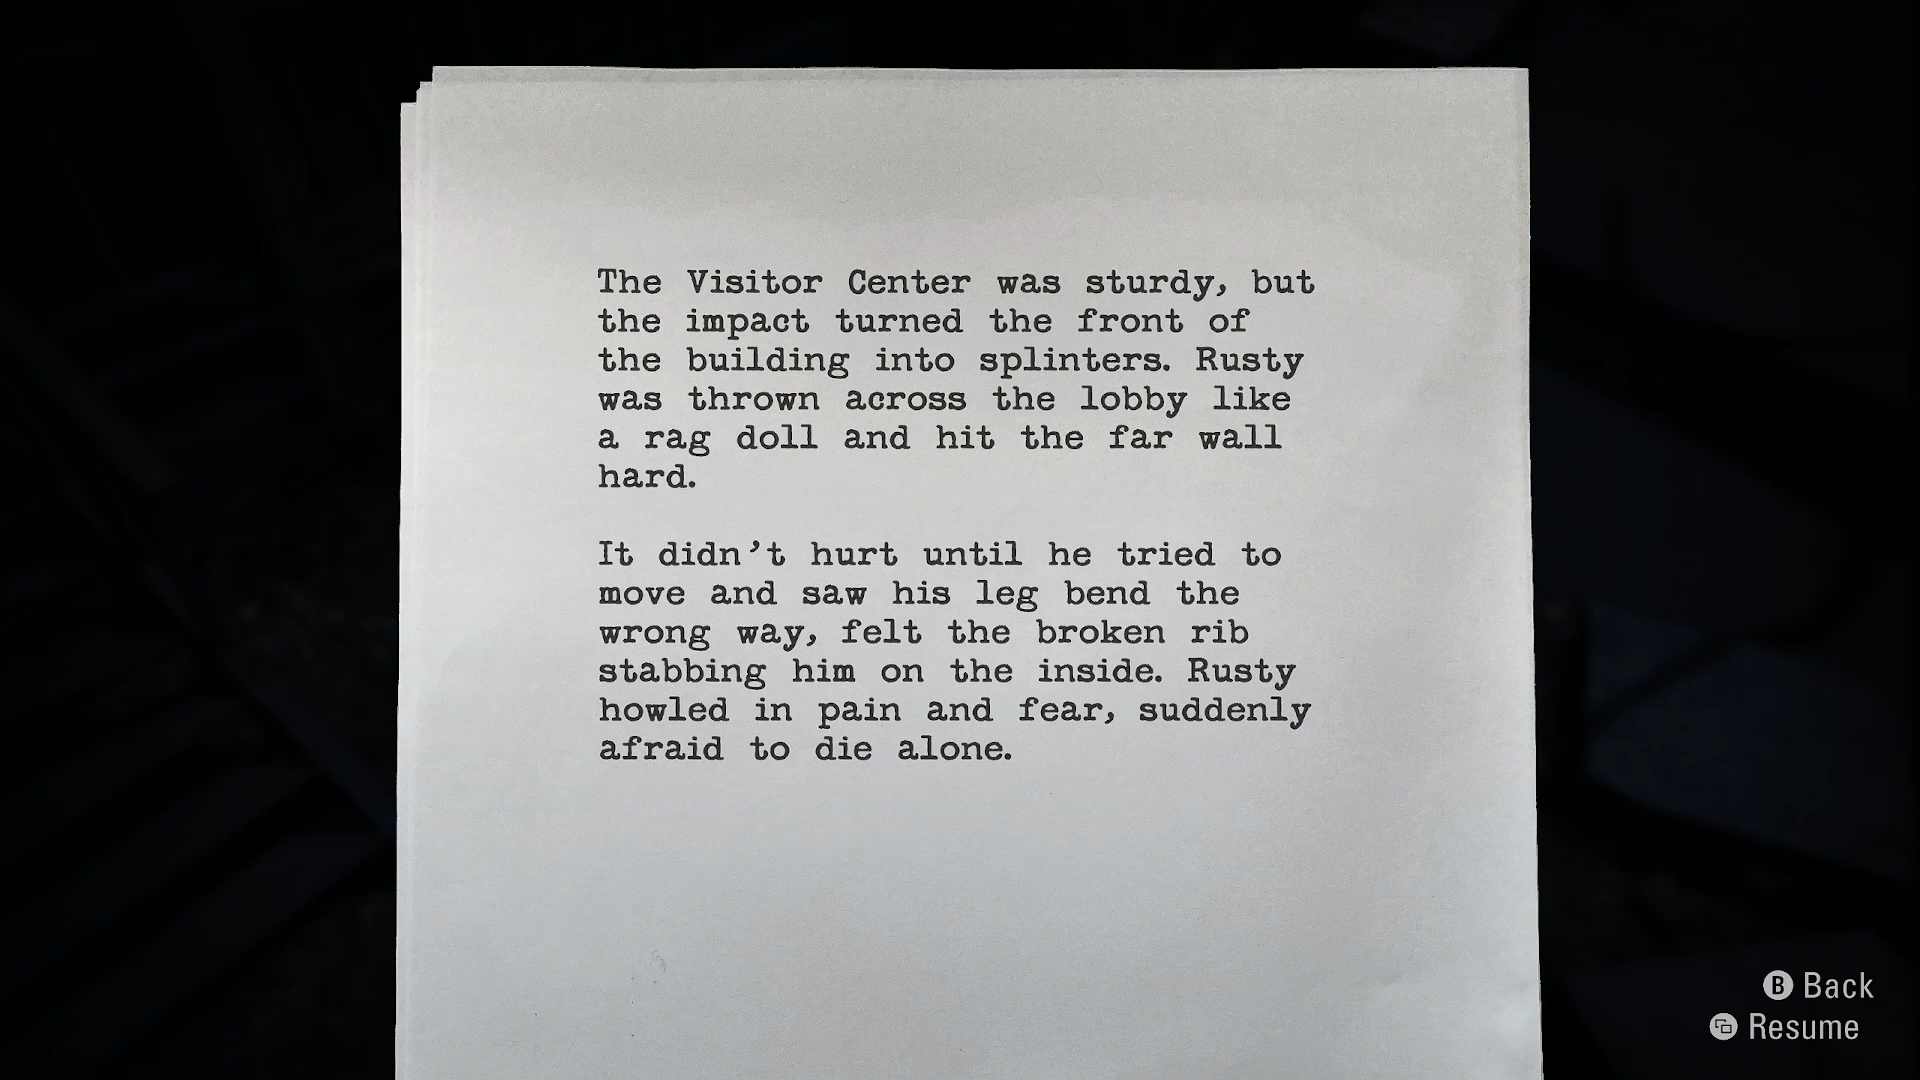 The Visitor Center was sturdy, but
the impact turned the front of
the building into splinters. Rusty
was thrown across the lobby like
a rag doll and hit the far wall
hard.
It didn’t hurt until he tried to
move and saw his leg bend the
wrong way, felt the broken rib
stabbing him on the inside. Rusty
howled in pain and fear, suddenly
afraid to die alone.
B Back
Resume